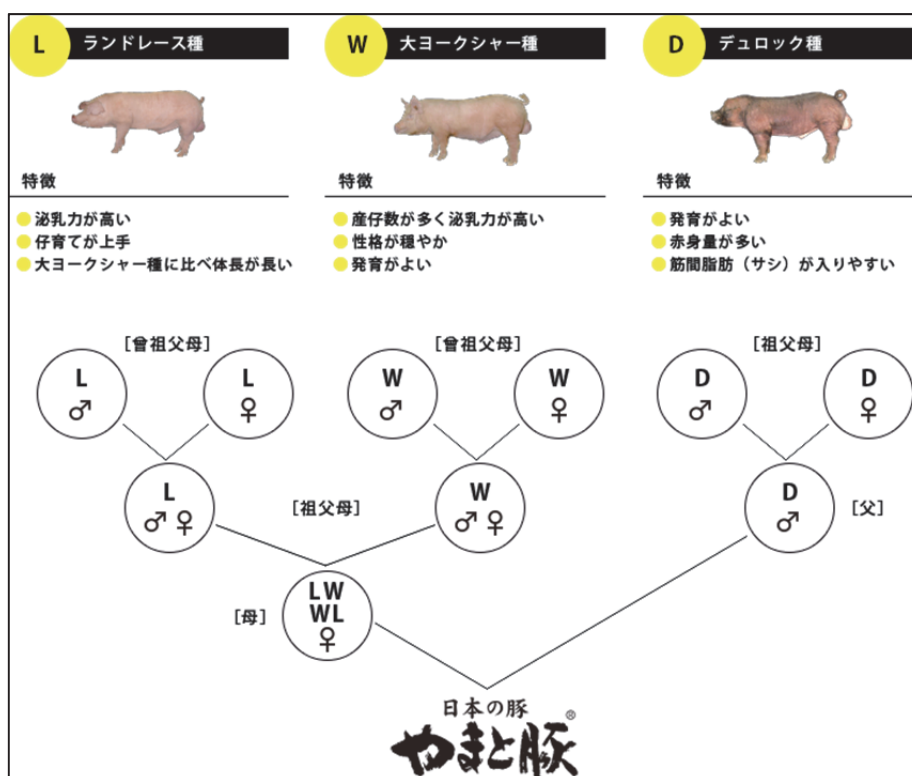 L ランドレース種
W 大ヨークシャー種
D デュロック種
特徴
泌乳力が高い
仔育てが上手
大ヨークシャー種に比べ体長が長い
特徴
産仔数が多く泌乳力が高い
性格が穏やか
発育がよい
特徴
発育がよい
赤身量が多い
筋間脂肪（サシ）が入りやすい
［曾祖父母］
［曾祖父母］
［祖父母］
L ♂
L ♀
W ♂
W ♀
D ♂
D ♀
L ♂♀
［祖父母］
W ♂♀
D ♂
［父］
［母］
LW
WL
♀
日本の豚
やまと豚®